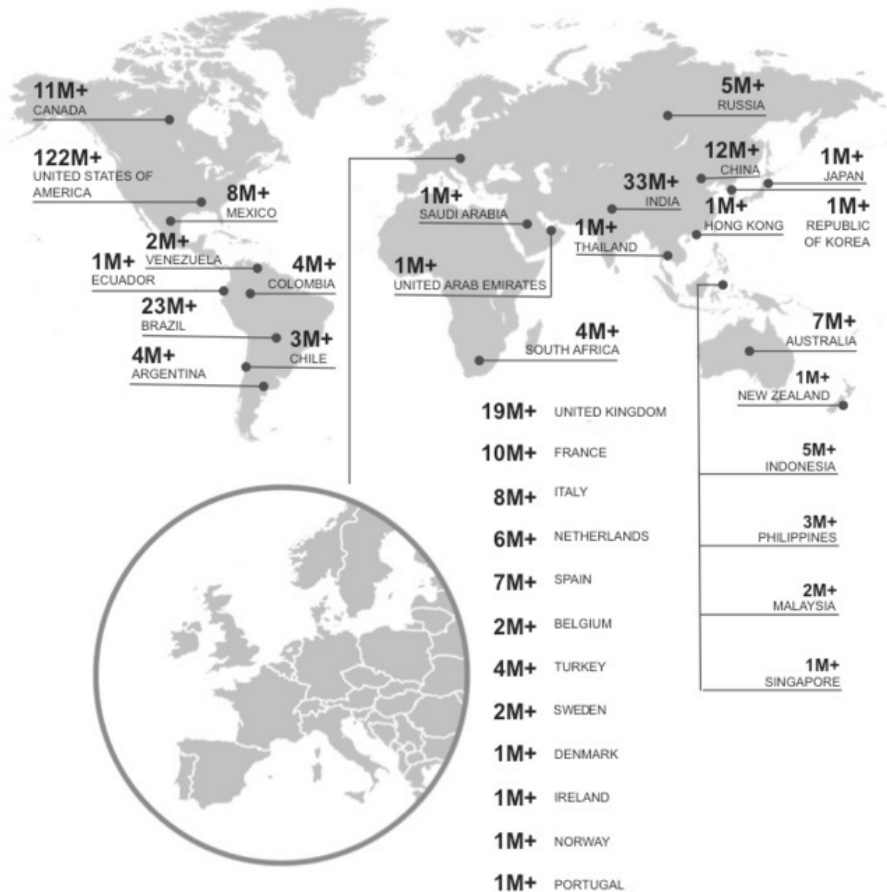 11M+
CANADA
122M+
UNITED STATES OF
AMERICA
8M+
MEXICO
2M+
VENEZUELA
1M+
ECUADOR
4M+
COLOMBIA
23M+
BRAZIL
3M+
CHILE
4M+
ARGENTINA
5M+
RUSSIA
12M+
CHINA
1M+
JAPAN
33M+
INDIA
1M+
SAUDI ARABIA
1M+
HONG KONG
1M+
REPUBLIC
OF KOREA
1M+
THAILAND
1M+
UNITED ARAB EMIRATES
4M+
SOUTH AFRICA
7M+
AUSTRALIA
1M+
NEW ZEALAND
19M+ UNITED KINGDOM
10M+ FRANCE
8M+ ITALY
6M+ NETHERLANDS
7M+ SPAIN
2M+ BELGIUM
4M+ TURKEY
2M+ SWEDEN
1M+ DENMARK
1M+ IRELAND
1M+ NORWAY
1M+ PORTUGAL
5M+
INDONESIA
3M+
PHILIPPINES
2M+
MALAYSIA
1M+
SINGAPORE